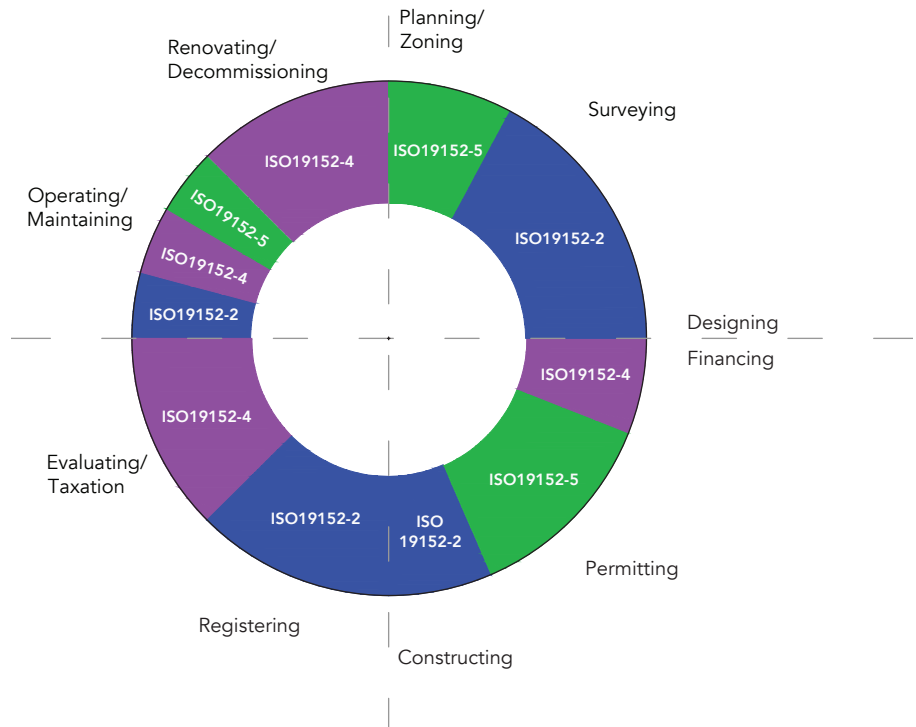 Planning/
Zoning
Renovating/
Decommissioning
Surveying
ISO19152-4
ISO19152-5
Operating/
Maintaining
ISO19152-5
ISO19152-4
ISO19152-2
ISO19152-2
Designing
Financing
ISO19152-4
ISO19152-4
Evaluating/
Taxation
ISO19152-5
ISO19152-2
ISO
19152-2
Permitting
Registering
Constructing